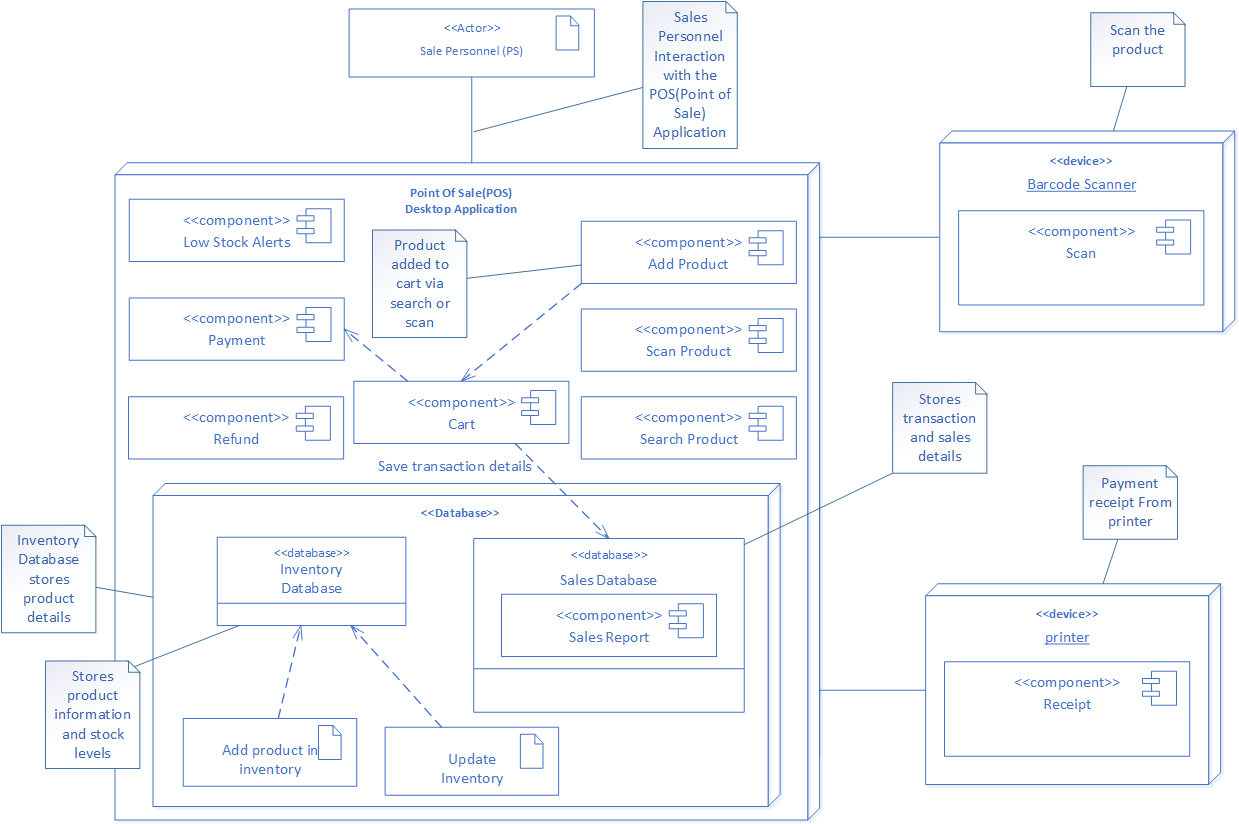 <<Actor>>
Sale Personnel (PS)
Sales
Personnel
Interaction
with the
POS(Point of
Sale)
Application
Scan the
product
Point Of Sale(POS)
Desktop Application
<<component>>
Low Stock Alerts
Product
added to
cart via
search or
scan
<<component>>
Add Product
<<device>>
Barcode Scanner
<<component>>
Scan
<<component>>
Payment
<<component>>
Scan Product
<<component>>
Refund
<<component>>
Cart
<<component>>
Search Product
Stores
transaction
and sales
details
Save transaction details
<<Database>>
Payment
receipt From
printer
Inventory
Database
stores
product
details
<<database>>
Inventory
Database
<<database>>
Sales Database
<<component>>
Sales Report
<<device>>
printer
<<component>>
Receipt
Stores
product
information
and stock
levels
Add product in
inventory
Update
Inventory